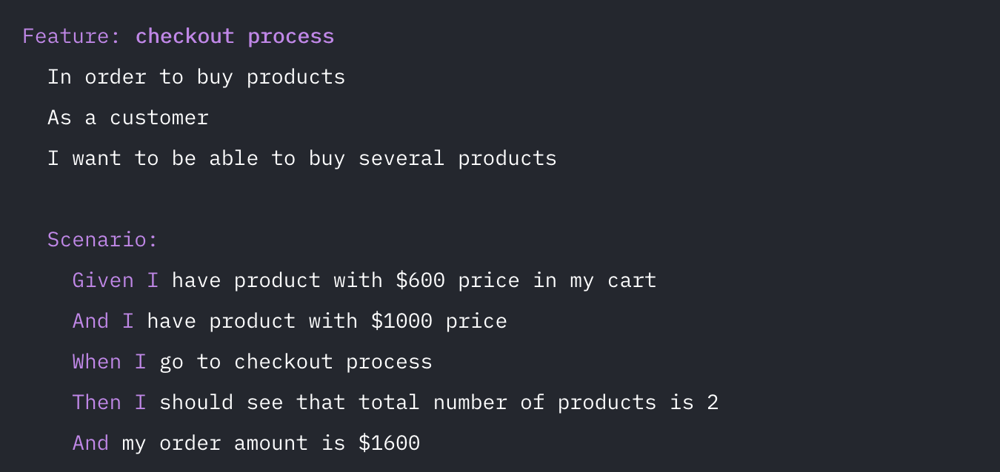 Feature: checkout process
In order to buy products
As a customer
I want to be able to buy several products
Scenario:
Given I have product with $600 price in my cart
And I have product with $1000 price
When I go to checkout process
Then I should see that total number of products is 2
And my order amount is $1600